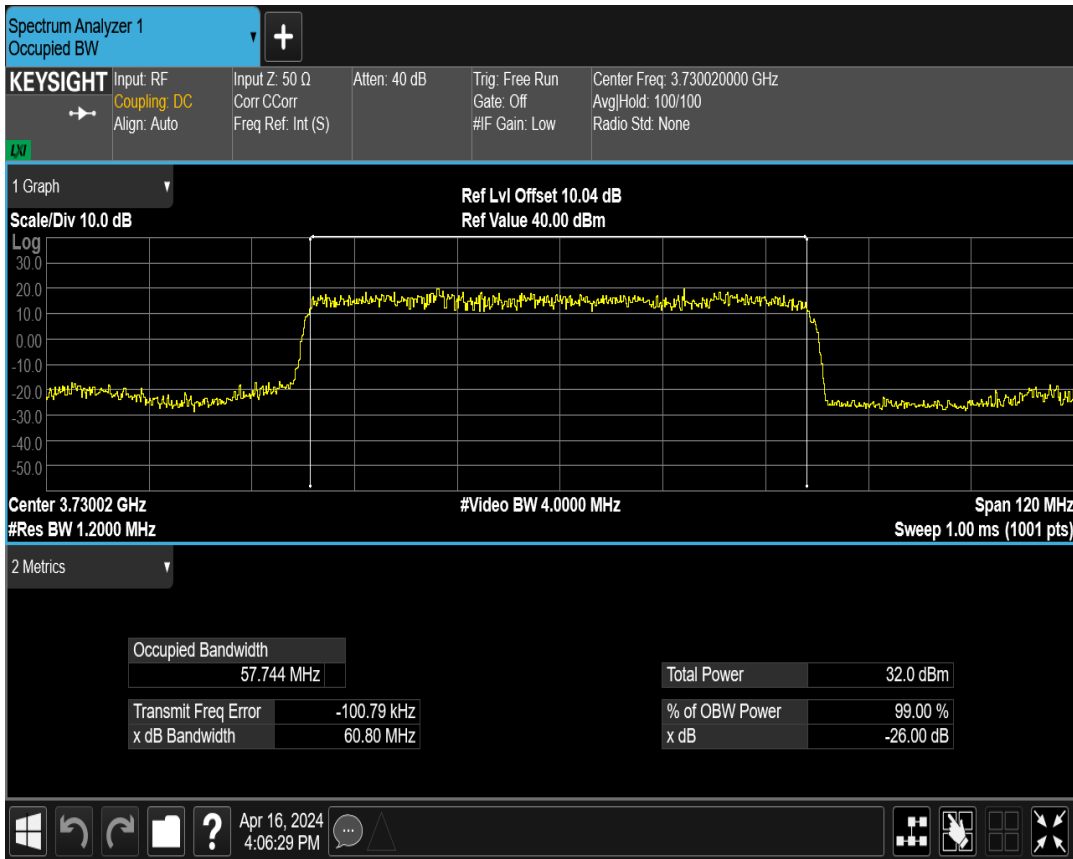 Spectrum Analyzer 1
Occupied BW
KEYSIGHT
LXI
Input: RF
Coupling: DC
Align: Auto
Input Z: 50 Ω
Corr CCorr
Freq Ref: Int (S)
Atten: 40 dB
Trig: Free Run
Gate: Off
#IF Gain: Low
Center Freq: 3.730020000 GHz
Avg|Hold: 100/100
Radio Std: None
1 Graph
Scale/Div 10.0 dB
Ref Lvl Offset 10.04 dB
Ref Value 40.00 dBm
Log
30.0
20.0
10.0
0.00
-10.0
-20.0
-30.0
-40.0
-50.0
Center 3.73002 GHz
#Res BW 1.2000 MHz
#Video BW 4.0000 MHz
Span 120 MHz
Sweep 1.00 ms (1001 pts)
2 Metrics
Occupied Bandwidth
57.744 MHz
Transmit Freq Error -100.79 kHz
x dB Bandwidth 60.80 MHz
Total Power 32.0 dBm
% of OBW Power 99.00 %
x dB -26.00 dB
?
Apr 16, 2024
4:06:29 PM